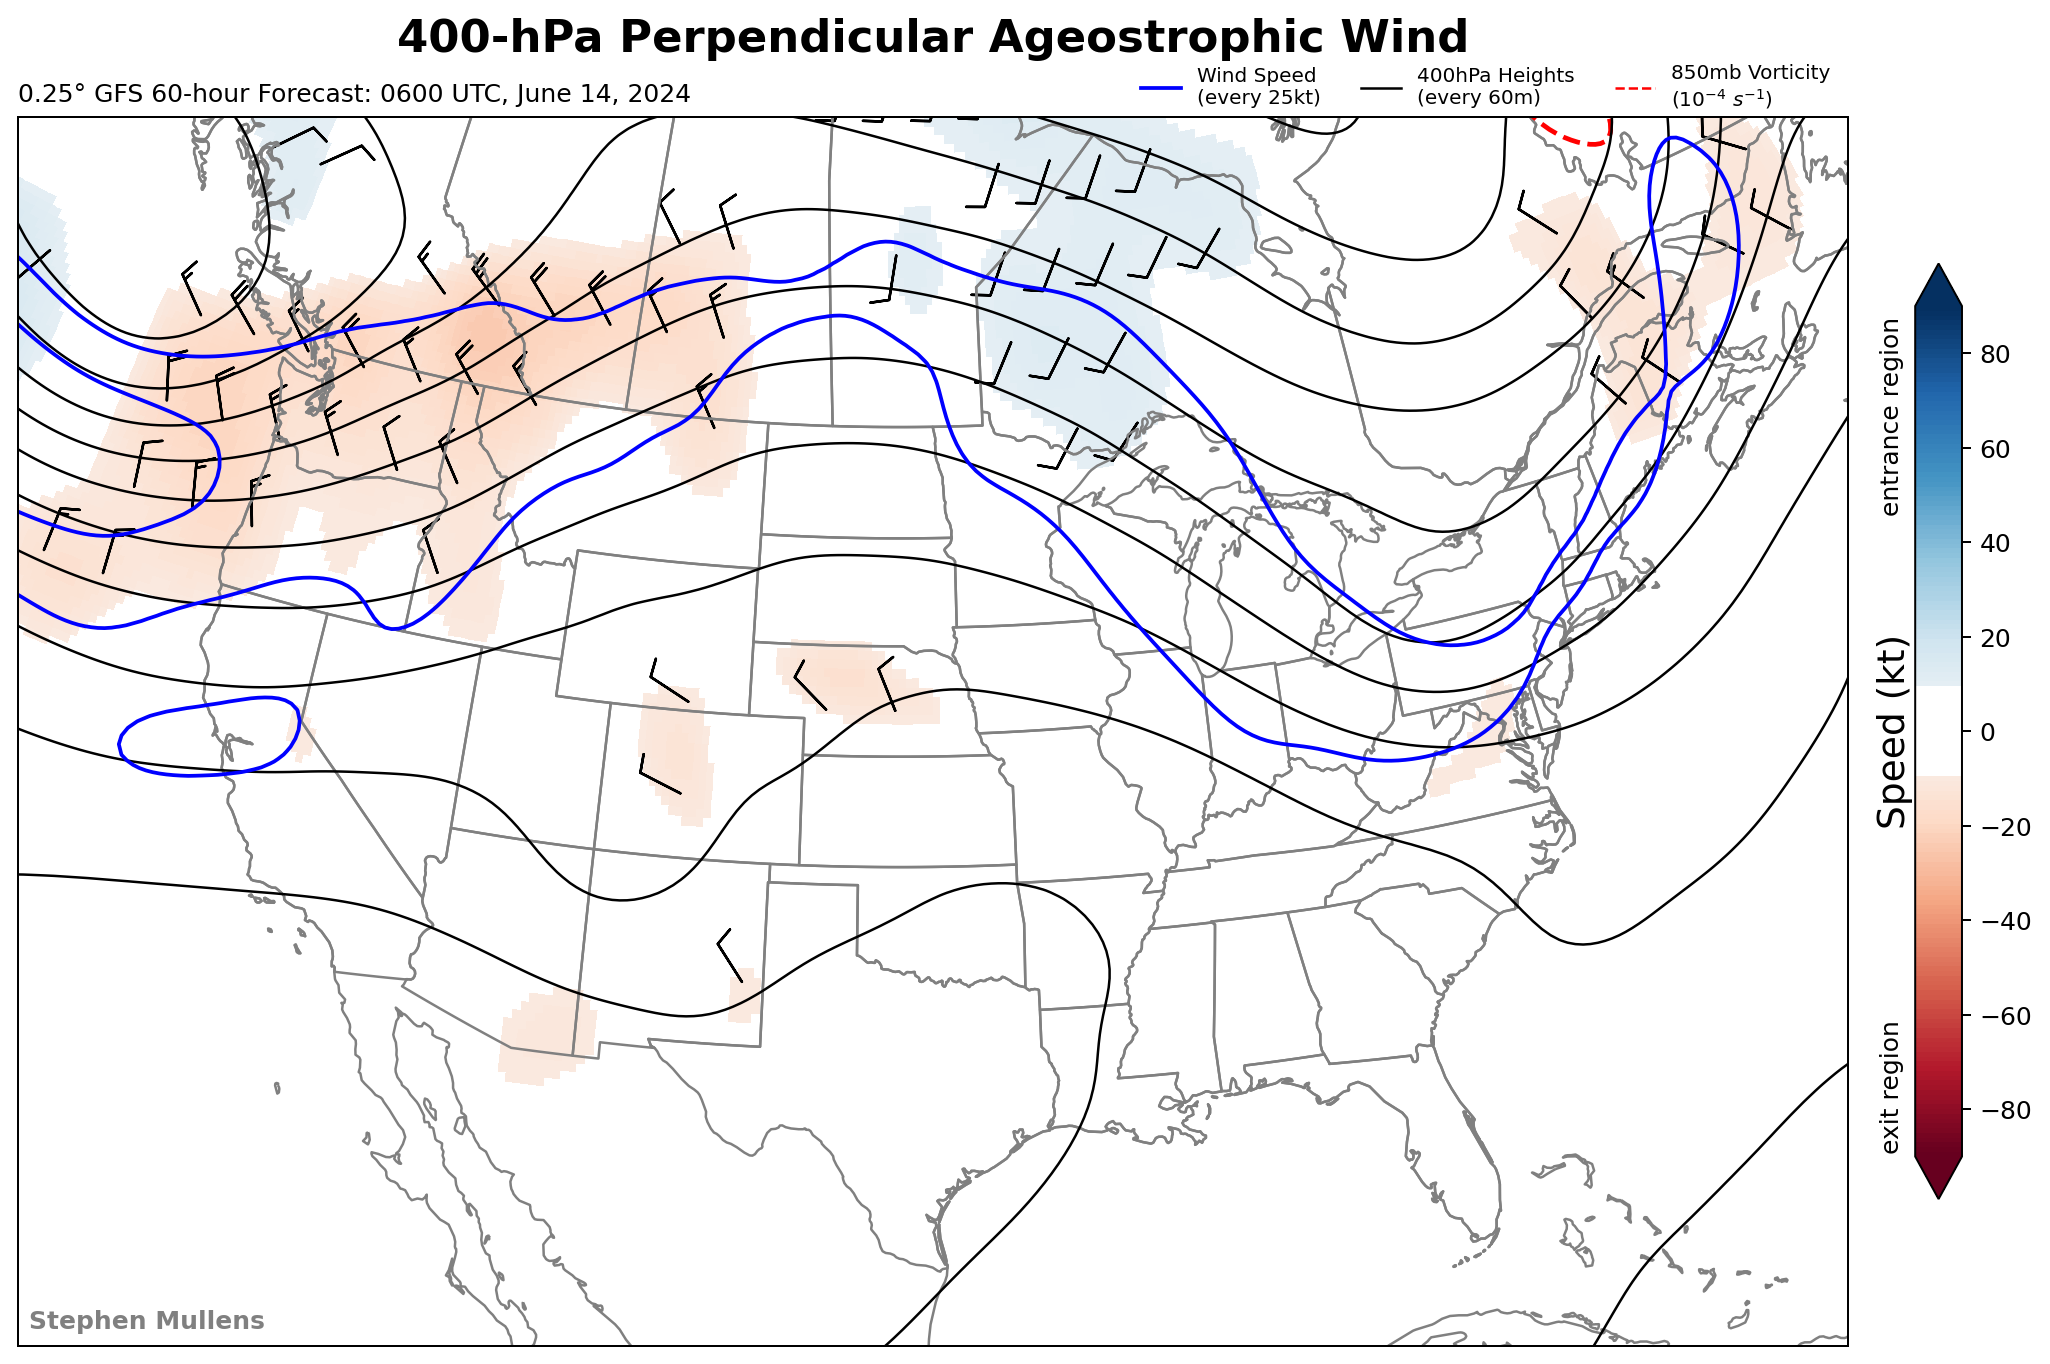 400-hPa Perpendicular Ageostrophic Wind
0.25° GFS 60-hour Forecast: 0600 UTC, June 14, 2024
Wind Speed
(every 25kt)
400hPa Heights
(every 60m)
850mb Vorticity
(10⁻⁴ s⁻¹)
entrance region
Speed (kt)
exit region
80
60
40
20
0
−20
−40
−60
−80
Stephen Mullens